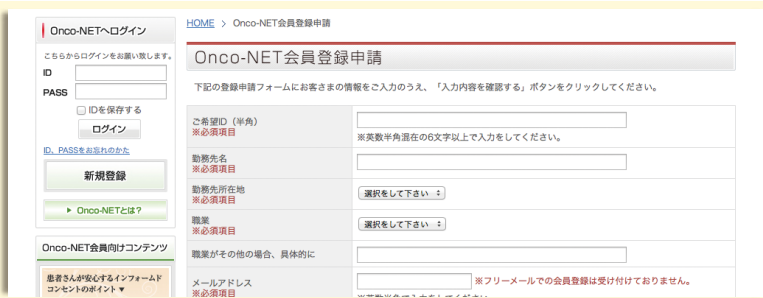 Onco-NETへログイン
こちらからログインをお願い致します。
ID
PASS
IDを保存する
ログイン
ID、PASSをお忘れのかた
新規登録
Onco-NETとは?
Onco-NET会員向けコンテンツ
患者さんが安心するインフォームド
コンセントのポイント▼
HOME > Onco-NET会員登録申請
Onco-NET会員登録申請
下記の登録申請フォームにお客さまの情報をご入力のうえ、「入力内容を確認する」ボタンをクリックしてください。
ご希望ID(半角)
※必須項目
※英数半角混在の6文字以上で入力をしてください。
勤務先名
※必須項目
勤務先所在地
※必須項目
選択をして下さい
職業
※必須項目
選択をして下さい
職業がその他の場合、具体的に
メールアドレス
※必須項目
※フリーメールでの会員登録は受け付けておりません。
※英数半角で入力をしてください